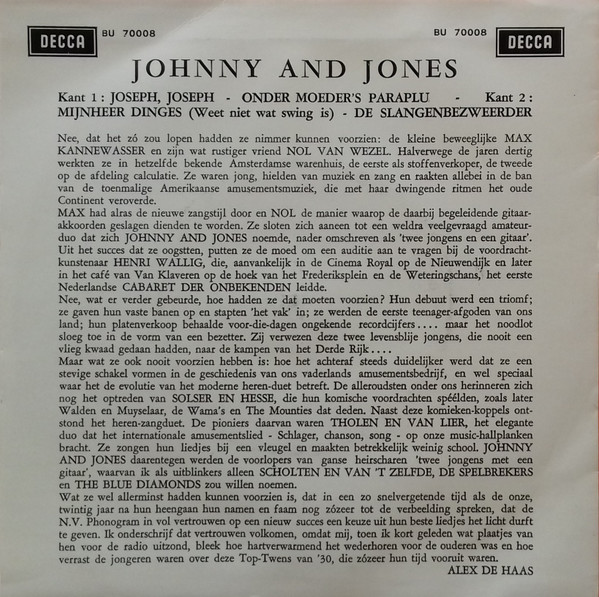 DECCA BU 70008 BU 70008 DECCA
JOHNNY AND JONES
Kant 1 : JOSEPH, JOSEPH - ONDER MOEDER'S PARAPLU - Kant 2 :
MIJNHEER DINGES (Weet niet wat swing is) - DE SLANGENBEZWEERDER
Nee, dat het zó zou lopen hadden ze nimmer kunnen voorzien: de kleine beweeglijke MAX
KANNEWASSER en zijn wat rustiger vriend NOL VAN WEZEL. Halverwege de jaren dertig
werkten ze in hetzelfde bekende Amsterdamse warenhuis, de eerste als stoffenverkoper, de tweede
op de afdeling calculatie. Ze waren jong, hielden van muziek en zang en raakten allebei in de ban
van de toenmalige Amerikaanse amusementsmuziek, die met haar dwingende ritmen het oude
Continent veroverde.
MAX had alras de nieuwe zangstijl door en NOL de manier waarop de daarbij begeleidende gitaar-
akkoorden geslagen dienden te worden. Ze sloten zich aaneen tot een weldra veelgevraagd amateur-
duo dat zich JOHNNY AND JONES noemde, nader omschreven als 'twee jongens en een gitaar'.
Uit het succes dat ze oogstten, putten ze de moed om een auditie aan te vragen bij de voordracht-
kunstenaar HENRI WALLIG, die, aanvankelijk in de Cinema Royal op de Nieuwendijk en later
in het café van Van Klaveren op de hoek van het Frederiksplein en de Weteringschans, het eerste
Nederlandse CABARET DER ONBEKENDEN leidde.
Nee, wat er verder gebeurde, hoe hadden ze dat moeten voorzien? Hun debuut werd een triomf;
ze gaven hun vaste banen op en stapten 'het vak' in; ze werden de eerste teenager-afgoden van ons
land; hun platenverkoop behaalde voor-die-dagen ongekende recordcijfers.... maar het noodlot
sloeg toe in de vorm van een bezetter. Zij verwezen deze twee levensblije jongens, die nooit een
vlieg kwaad gedaan hadden, naar de kampen van het Derde Rijk....
Maar wat ze ook nooit voorzien hebben is: hoe het achteraf steeds duidelijker werd dat ze een
stevige schakel vormen in de geschiedenis van ons vaderlands amusementsbedrijf, en wel speciaal
waar het de evolutie van het moderne heren-duet betreft. De alleroudsten onder ons herinneren zich
nog het optreden van SOLSER EN HESSE, die hun komische voordrachten spéélden, zoals later
Walden en Muyselaar, de Wama's en The Mounties dat deden. Naast deze komieken-koppels ont-
stond het heren-zangduet. De pioniers daarvan waren THOLEN EN VAN LIER, het elegante
duo dat het internationale amusementslied - Schlager, chanson, song - op onze music-hallplanken
bracht. Ze zongen hun liedjes bij een vleugel en maakten betrekkelijk weinig school. JOHNNY
AND JONES daarentegen werden de voorlopers van ganse heirscharen 'twee jongens met een
gitaar', waarvan ik als uitblinkers alleen SCHOLTEN EN VAN 'T ZELFDE, DE SPELBREKERS
en THE BLUE DIAMONDS zou willen noemen.
Wat ze wel allerminst hadden kunnen voorzien is, dat in een zo snelvergetende tijd als de onze,
twintig jaar na hun heengaan hun namen en faam nog zózeer tot de verbeelding spreken, dat de
N.V. Phonogram in vol vertrouwen op een nieuw succes een keuze uit hun beste liedjes het licht durft
te geven. Ik onderschrijf dat vertrouwen volkomen, omdat mij, toen ik kort geleden wat plaatjes van
hen voor de radio uitzond, bleek hoe hartverwarmend het wederhoren voor de ouderen was en hoe
verrast de jongeren waren over deze Top-Twens van '30, die zózeer hun tijd vooruit waren.
ALEX DE HAAS